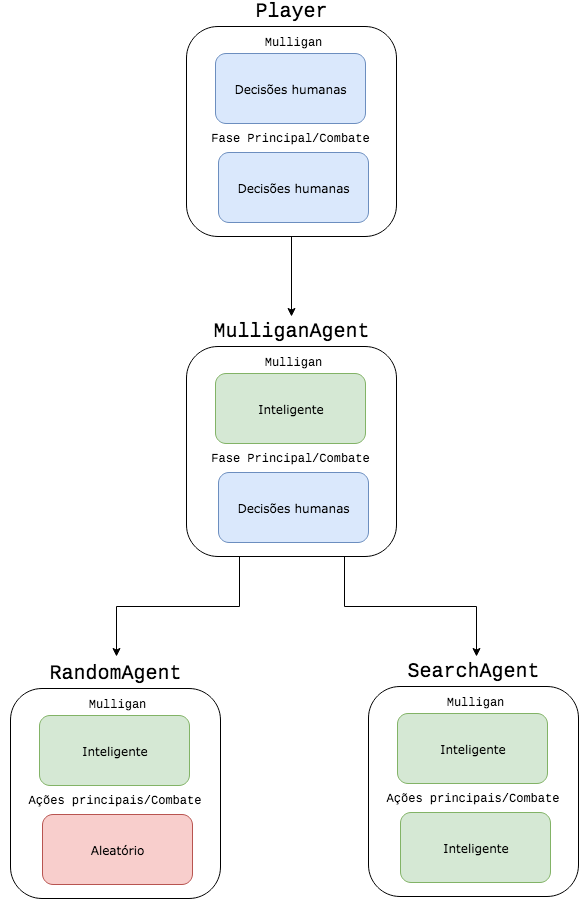 Player
Mulligan
Decisões humanas
Fase Principal/Combate
Decisões humanas
MulliganAgent
Mulligan
Inteligente
Fase Principal/Combate
Decisões humanas
RandomAgent
Mulligan
Inteligente
Ações principais/Combate
Aleatório
SearchAgent
Mulligan
Inteligente
Ações principais/Combate
Inteligente